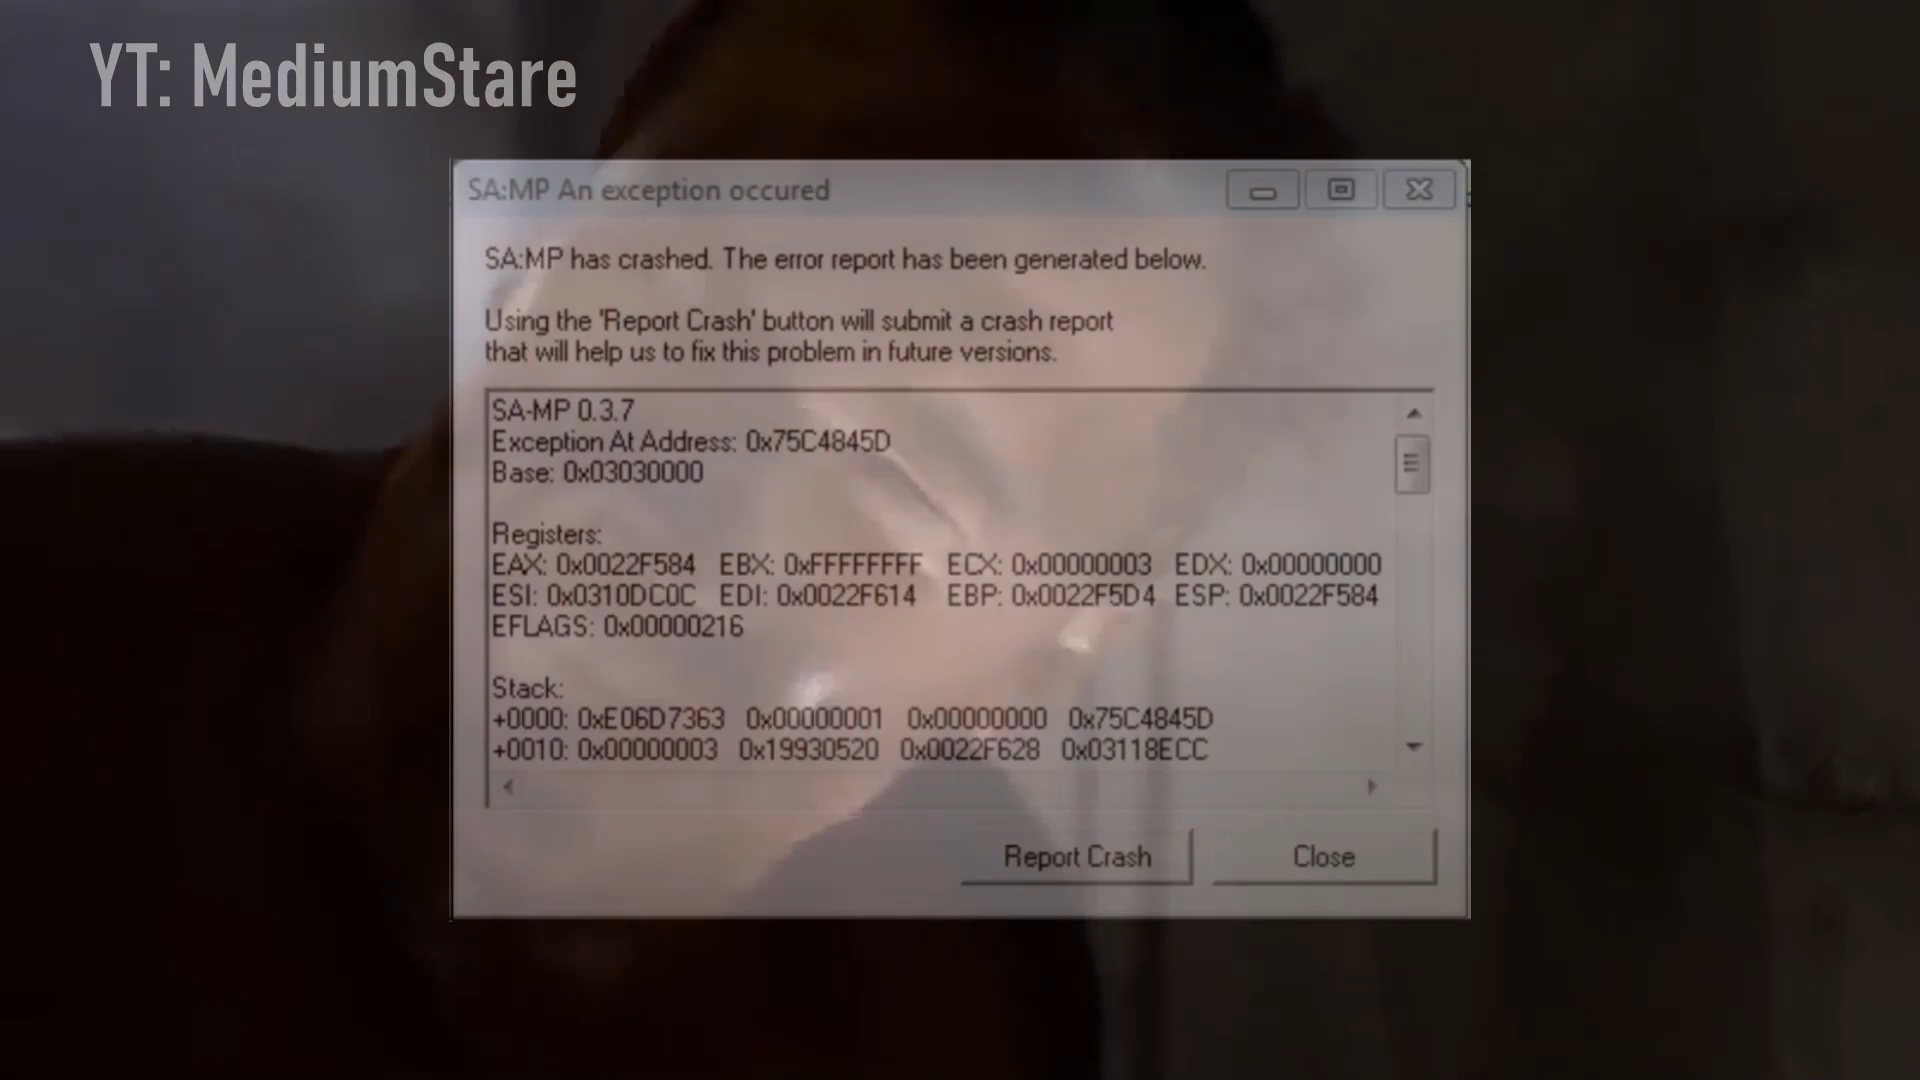 YT: MediumStare
SA:MP An exception occured
SA:MP has crashed. The error report has been generated below.
Using the 'Report Crash' button will submit a crash report
that will help us to fix this problem in future versions.
SA-MP 0.3.7
Exception At Address: 0x75C4845D
Base: 0x03030000
Registers:
EAX: 0x0022F584 EBX: 0xFFFFFFFF ECX: 0x00000003 EDX: 0x00000000
ESI: 0x0310DC0C EDI: 0x0022F614 EBP: 0x0022F5D4 ESP: 0x0022F584
EFLAGS: 0x00000216
Stack:
+0000: 0xE06D7363 0x00000001 0x00000000 0x75C4845D
+0010: 0x00000003 0x19930520 0x0022F628 0x03118ECC
Report Crash Close